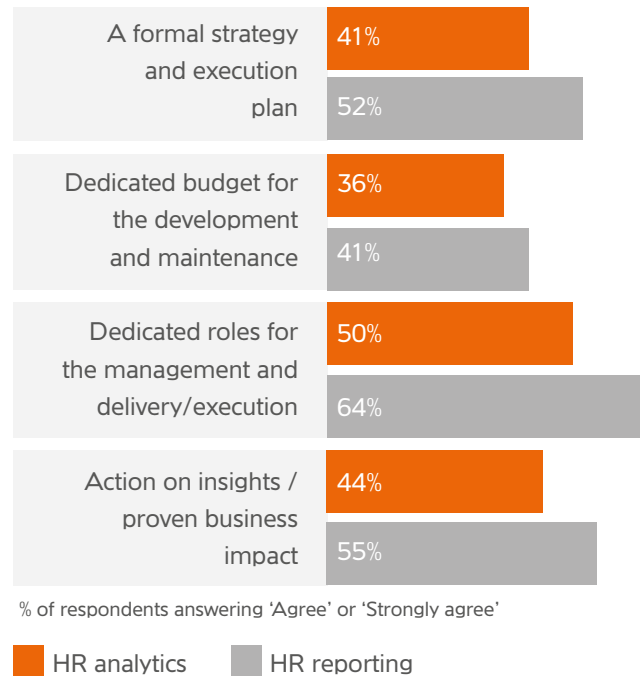 A formal strategy
and execution
plan
41%
52%
Dedicated budget for
the development
and maintenance
36%
41%
Dedicated roles for
the management and
delivery/execution
50%
64%
Action on insights /
proven business
impact
44%
55%
% of respondents answering ‘Agree’ or ‘Strongly agree’
HR analytics
HR reporting